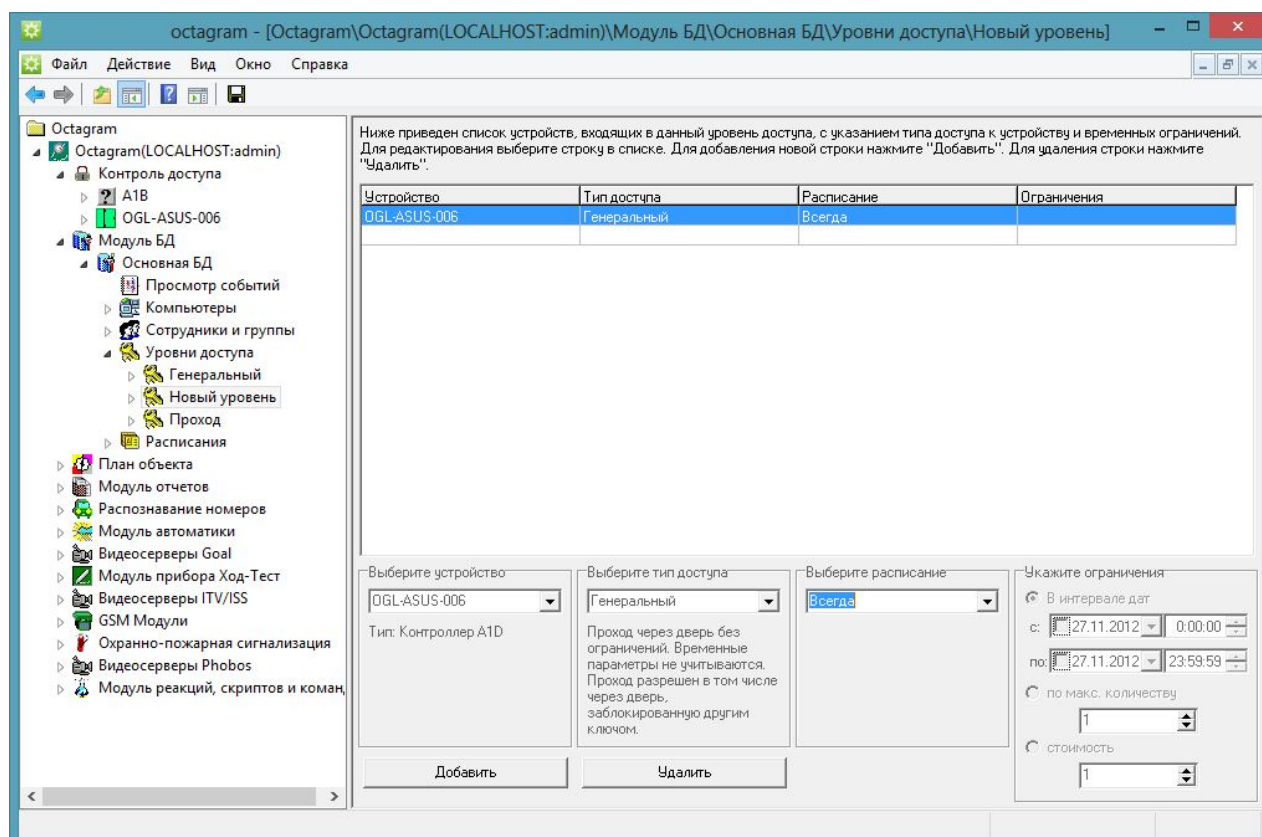 octagram - [Octagram\Octagram(LOCALHOST:admin)\Модуль БД\Основная БД\Уровни доступа\Новый уровень]
Файл Действие Вид Окно Справка
Octagram
Octagram(LOCALHOST:admin)
Контроль доступа
A1B
OGL-ASUS-006
Модуль БД
Основная БД
Просмотр событий
Компьютеры
Сотрудники и группы
Уровни доступа
Генеральный
Новый уровень
Проход
Расписания
План объекта
Модуль отчетов
Распознавание номеров
Модуль автоматики
Видеосерверы Goal
Модуль прибора Ход-Тест
Видеосерверы ITV/ISS
GSM Модули
Охранно-пожарная сигнализация
Видеосерверы Phobos
Модуль реакций, скриптов и коман
Ниже приведен список устройств, входящих в данный уровень доступа, с указанием типа доступа к устройству и временных ограничений.
Для редактирования выберите строку в списке. Для добавления новой строки нажмите "Добавить". Для удаления строки нажмите
"Удалить".
Устройство Тип доступа Расписание Ограничения
OGL-ASUS-006 Генеральный Всегда
Выберите устройство
OGL-ASUS-006
Тип: Контроллер A1D
Выберите тип доступа
Генеральный
Проход через дверь без
ограничений. Временные
параметры не учитываются.
Проход разрешен в том числе
через дверь,
заблокированную другим
ключом.
Выберите расписание
Всегда
Укажите ограничения
В интервале дат
с: 27.11.2012 0:00:00
по: 27.11.2012 23:59:59
по макс. количеству
1
стоимость
1
Добавить Удалить